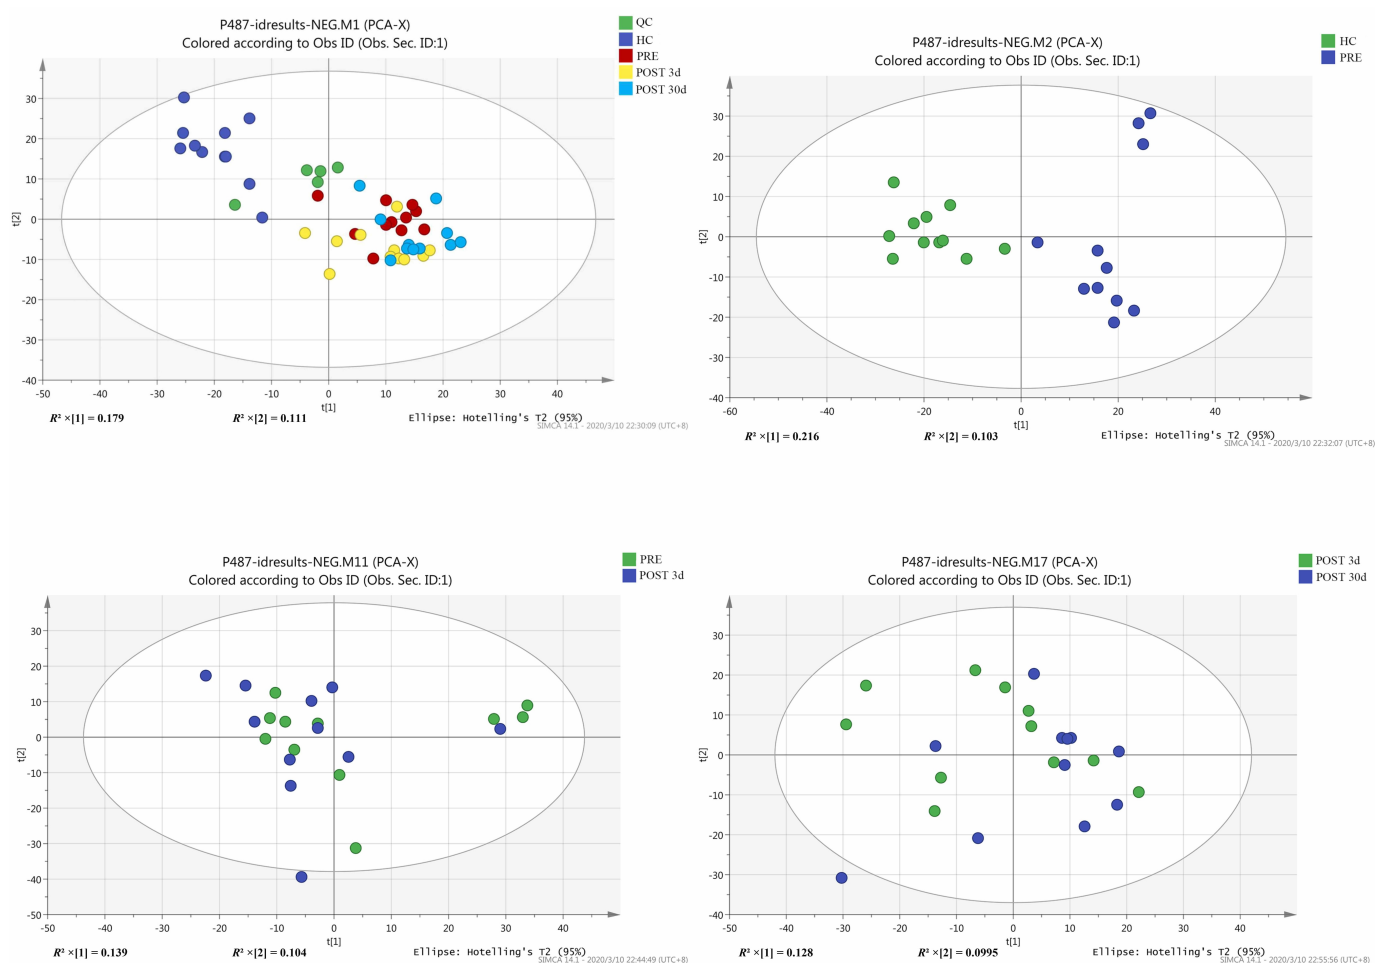 P487-idresults-NEG.M1 (PCA-X)
Colored according to Obs ID (Obs. Sec. ID:1)
QC
HC
PRE
POST 3d
POST 30d
t[2]
30
20
10
0
-10
-20
-30
-40
-50 -40 -30 -20 -10 0 10 20 30 40
t[1]
R² ×[1] = 0.179 R² ×[2] = 0.111 Ellipse: Hotelling's T2 (95%)
SIMCA 14.1 - 2020/3/10 22:30:09 (UTC+8)
P487-idresults-NEG.M2 (PCA-X)
Colored according to Obs ID (Obs. Sec. ID:1)
HC
PRE
t[2]
30
20
10
0
-10
-20
-30
-40
-60 -40 -20 0 20 40
t[1]
R² ×[1] = 0.216 R² ×[2] = 0.103 Ellipse: Hotelling's T2 (95%)
SIMCA 14.1 - 2020/3/10 22:32:07 (UTC+8)
P487-idresults-NEG.M11 (PCA-X)
Colored according to Obs ID (Obs. Sec. ID:1)
PRE
POST 3d
t[2]
30
20
10
0
-10
-20
-30
-40
-50
-50 -40 -30 -20 -10 0 10 20 30 40
t[1]
R² ×[1] = 0.139 R² ×[2] = 0.104 Ellipse: Hotelling's T2 (95%)
SIMCA 14.1 - 2020/3/10 22:44:49 (UTC+8)
P487-idresults-NEG.M17 (PCA-X)
Colored according to Obs ID (Obs. Sec. ID:1)
POST 3d
POST 30d
t[2]
30
20
10
0
-10
-20
-30
-40
-50 -40 -30 -20 -10 0 10 20 30 40
t[1]
R² ×[1] = 0.128 R² ×[2] = 0.0995 Ellipse: Hotelling's T2 (95%)
SIMCA 14.1 - 2020/3/10 22:55:56 (UTC+8)